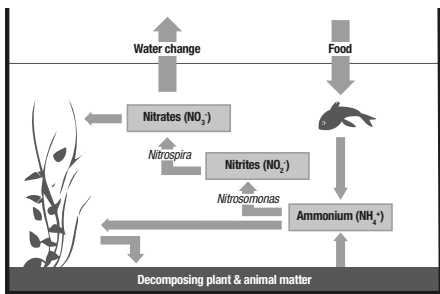 Water change
Food
Nitrates (NO₃⁻)
Nitrospira
Nitrites (NO₂⁻)
Nitrosomonas
Ammonium (NH₄⁺)
Decomposing plant & animal matter